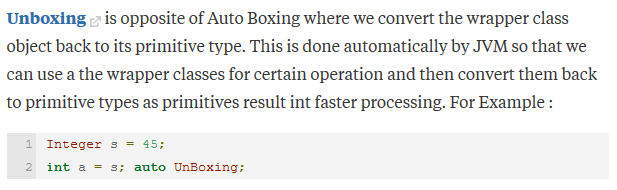 Unboxing is opposite of Auto Boxing where we convert the wrapper class
object back to its primitive type. This is done automatically by JVM so that we
can use a the wrapper classes for certain operation and then convert them back
to primitive types as primitives result int faster processing. For Example :
1 Integer s = 45;
2 int a = s; auto UnBoxing;